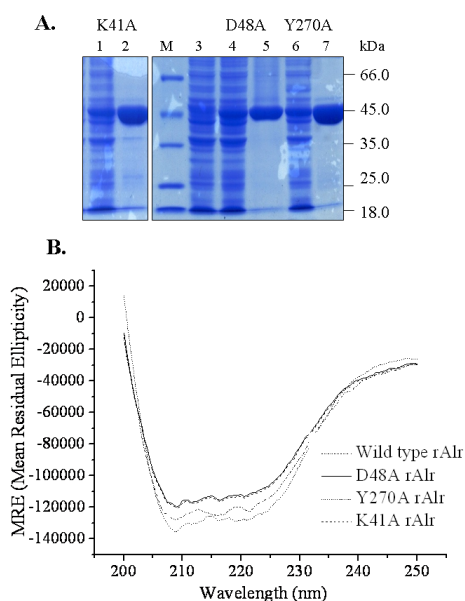 A.
K41A D48A Y270A
1 2 M 3 4 5 6 7 kDa
66.0
45.0
35.0
25.0
18.0
B.
20000
0
-20000
-40000
-60000
-80000
-100000
-120000
-140000
MRE (Mean Residual Ellipticity)
Wild type rAlr
D48A rAlr
Y270A rAlr
K41A rAlr
200 210 220 230 240 250
Wavelength (nm)